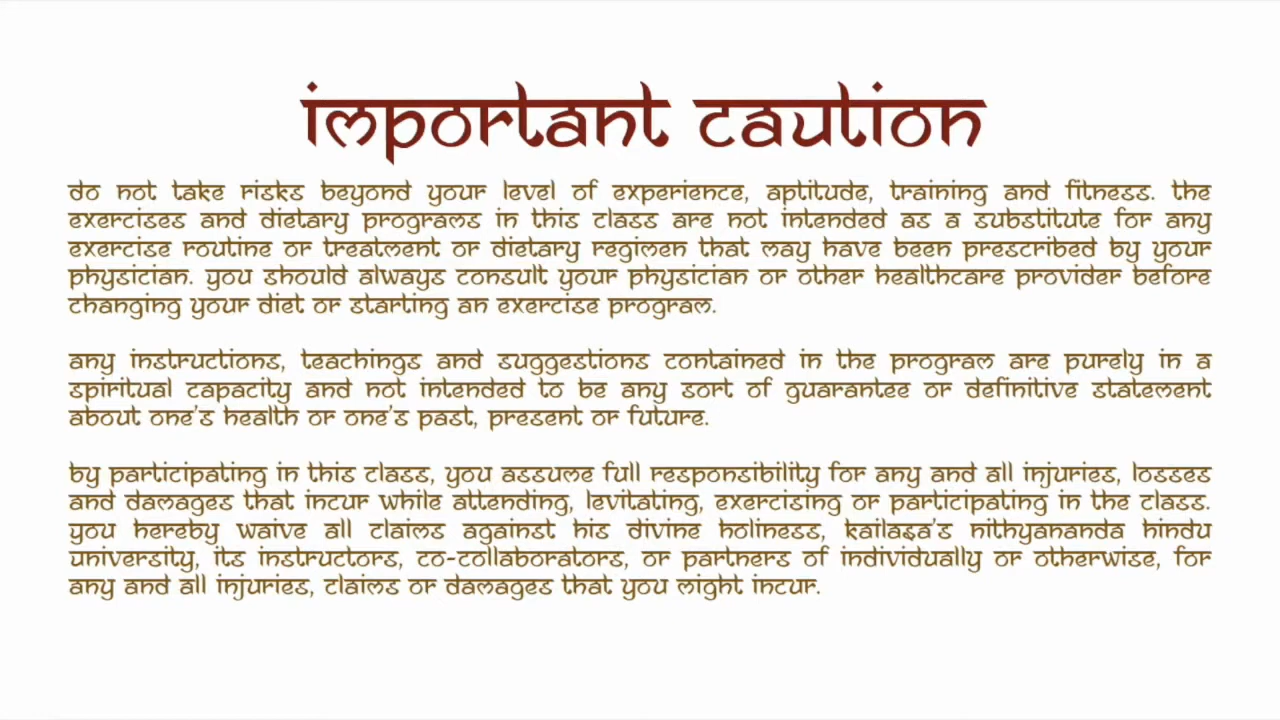 important caution
do not take risks beyond your level of experience, aptitude, training and fitness. the
exercises and dietary programs in this class are not intended as a substitute for any
exercise routine or treatment or dietary regimen that may have been prescribed by your
physician. you should always consult your physician or other healthcare provider before
changing your diet or starting an exercise program.
any instructions, teachings and suggestions contained in the program are purely in a
spiritual capacity and not intended to be any sort of guarantee or definitive statement
about one's health or one's past, present or future.
by participating in this class, you assume full responsibility for any and all injuries, losses
and damages that incur while attending, levitating, exercising or participating in the class.
you hereby waive all claims against his divine holiness, kailaṣa's nithyananda hindu
university, its instructors, co-collaborators, or partners of individually or otherwise, for
any and all injuries, claims or damages that you might incur.